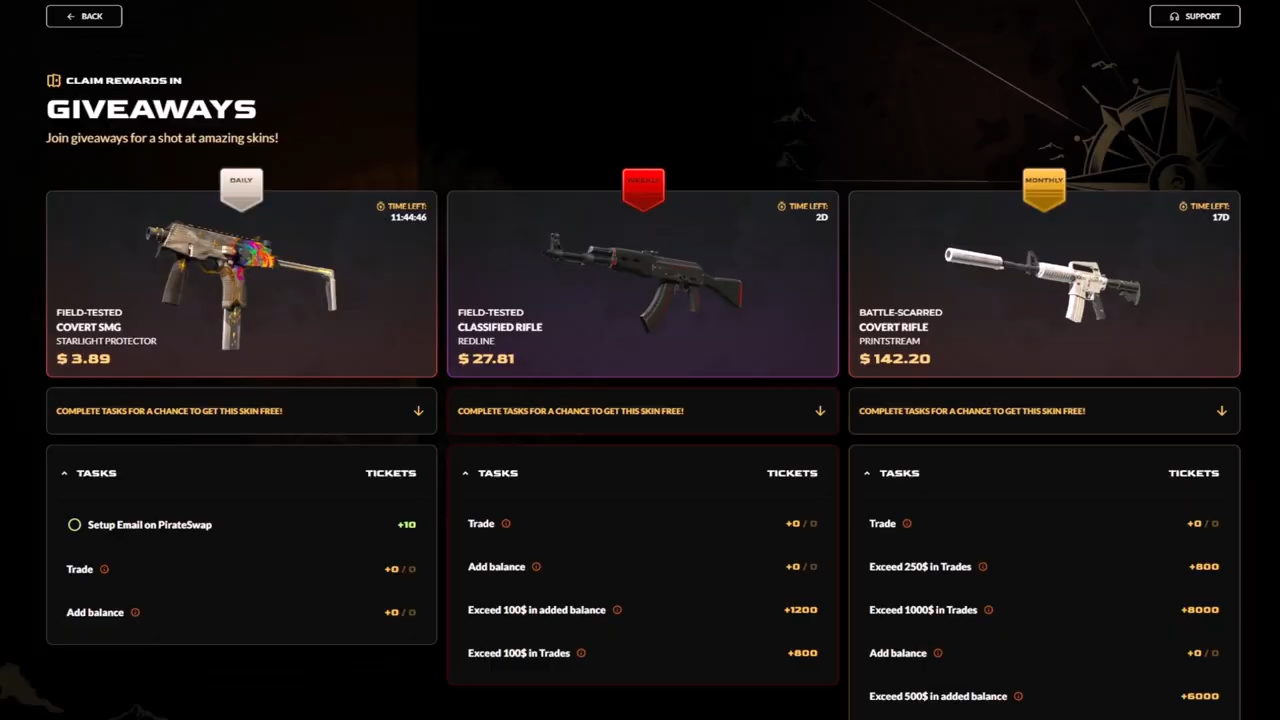 BACK
SUPPORT
CLAIM REWARDS IN
GIVEAWAYS
Join giveaways for a shot at amazing skins!
DAILY
TIME LEFT:
11:44:46
FIELD-TESTED
COVERT SMG
STARLIGHT PROTECTOR
$ 3.89
COMPLETE TASKS FOR A CHANCE TO GET THIS SKIN FREE!
TASKS TICKETS
Setup Email on PirateSwap +10
Trade +0 / 0
Add balance +0 / 0
WEEKLY
TIME LEFT:
2D
FIELD-TESTED
CLASSIFIED RIFLE
REDLINE
$ 27.81
COMPLETE TASKS FOR A CHANCE TO GET THIS SKIN FREE!
TASKS TICKETS
Trade +0 / 0
Add balance +0 / 0
Exceed 100$ in added balance +1200
Exceed 100$ in Trades +800
MONTHLY
TIME LEFT:
17D
BATTLE-SCARRED
COVERT RIFLE
PRINTSTREAM
$ 142.20
COMPLETE TASKS FOR A CHANCE TO GET THIS SKIN FREE!
TASKS TICKETS
Trade +0 / 0
Exceed 250$ in Trades +800
Exceed 1000$ in Trades +8000
Add balance +0 / 0
Exceed 500$ in added balance +6000